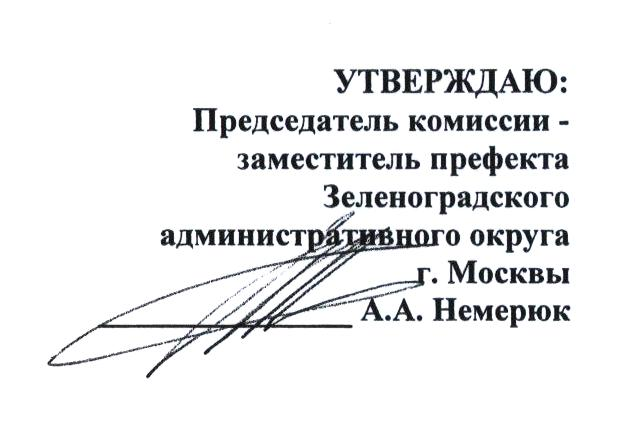 УТВЕРЖДАЮ:
Председатель комиссии -
заместитель префекта
Зеленоградского
административного округа
г. Москвы
А.А. Немерюк